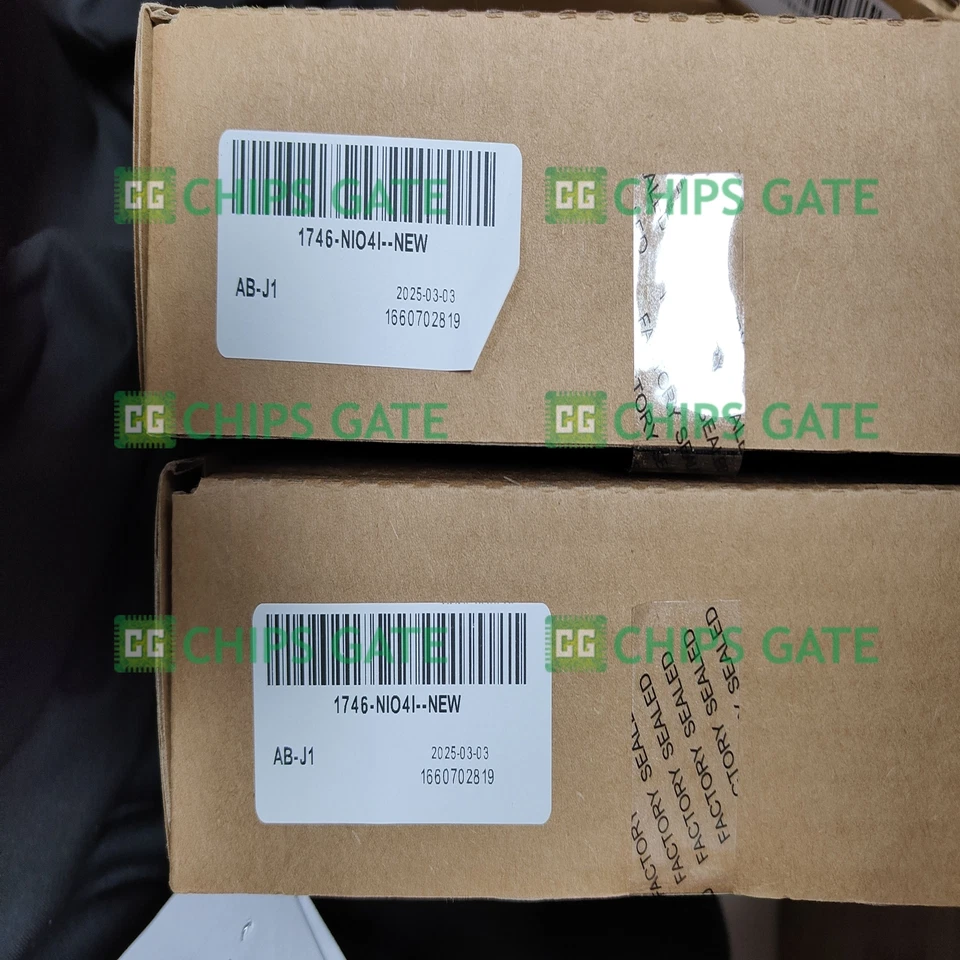 1746-NIO4I--NEW
AB-J1
2025-03-03
1660702819
CG CHIPS GATE
CG CHIPS GATE
CG CHIPS GATE
CG CHIPS GATE
1746-NIO4I--NEW
AB-J1
2025-03-03
1660702819
CG CHIPS GATE
CG CHIPS GATE
FACTORY SEALED
FACTORY SEALED
FACTORY SEALED